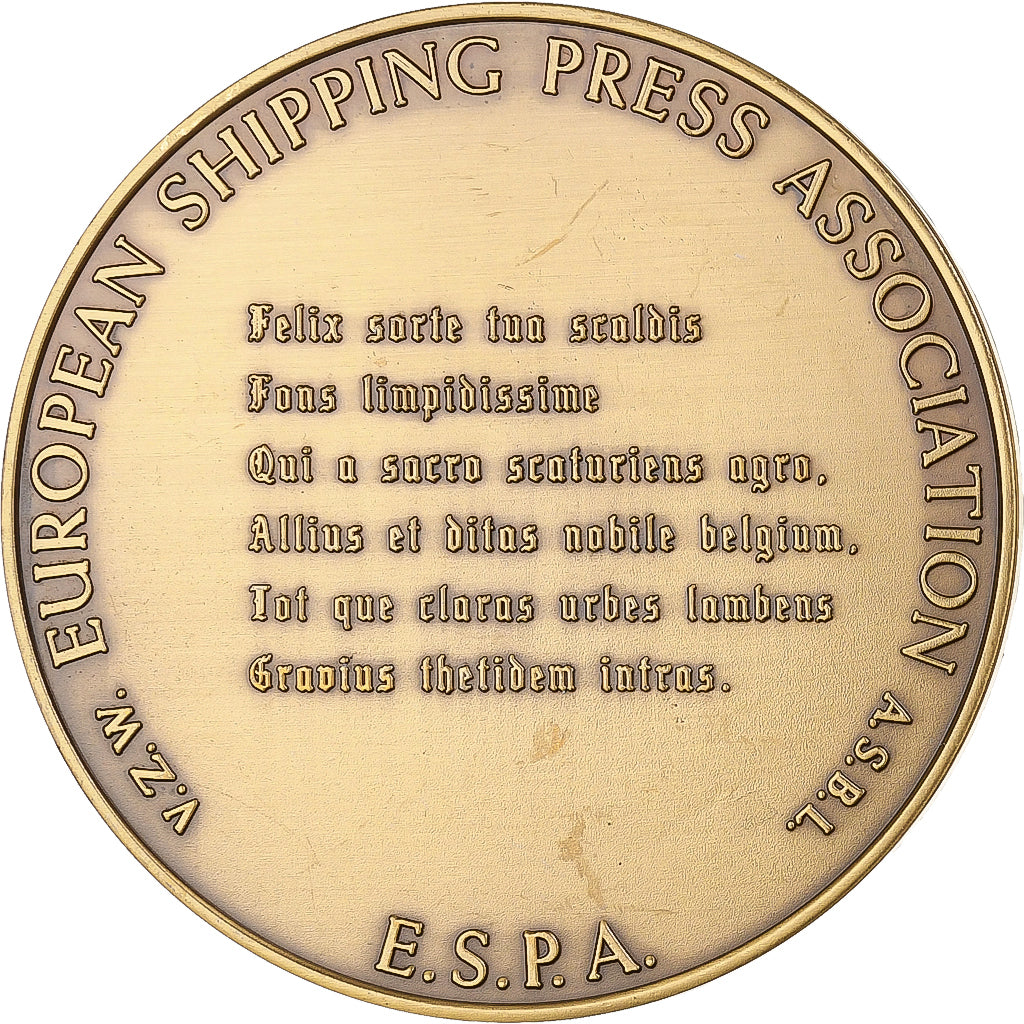 V.Z.W. EUROPEAN SHIPPING PRESS ASSOCIATION A.S.B.L.
Felix sorte tua scaldis
Fons limpidissime
Qui a sacro scaturiens agro,
Allius et ditas nobile belgium,
Tot que claras urbes lambens
Gravius thetidem intras.
E.S.P.A.